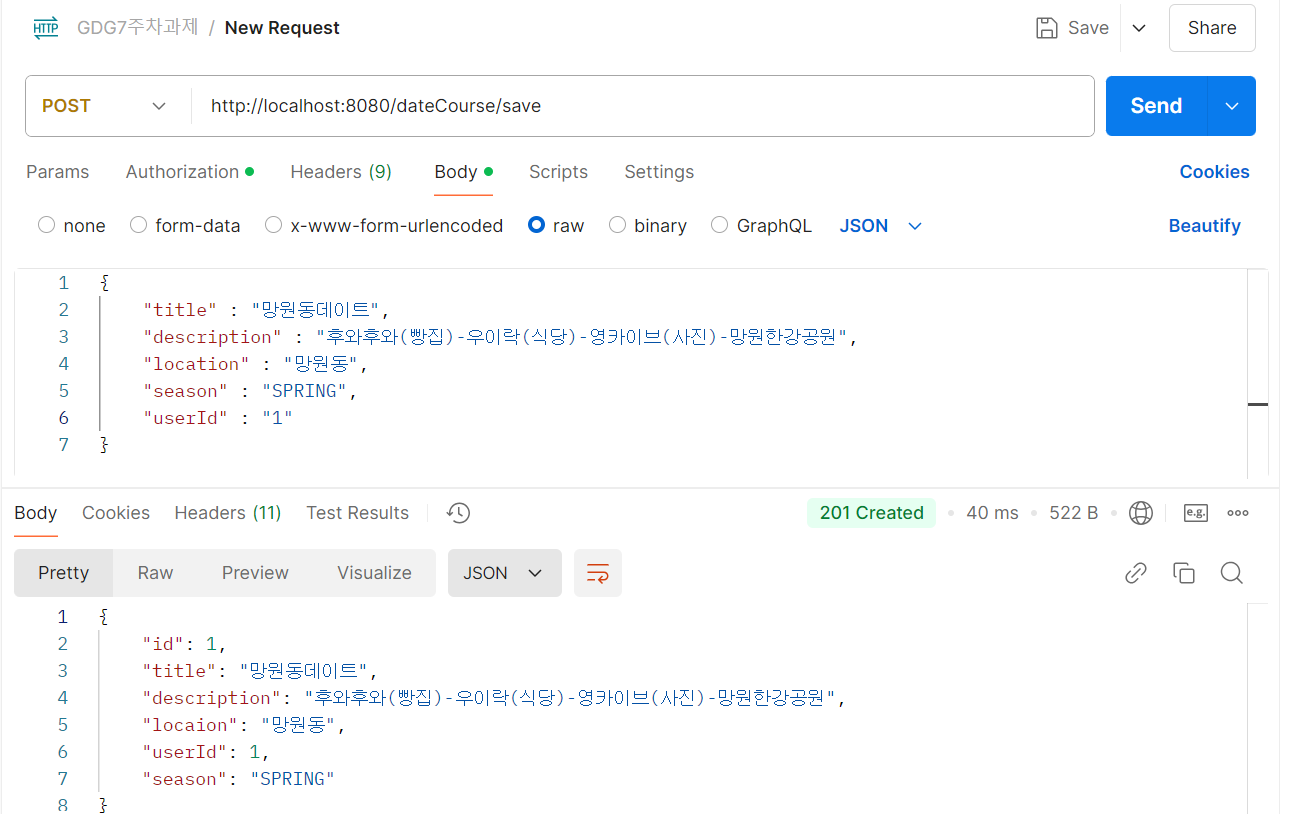 HTTP GDG7주차과제 / New Request Save Share
POST http://localhost:8080/dateCourse/save Send
Params Authorization Headers (9) Body Scripts Settings Cookies
none form-data x-www-form-urlencoded raw binary GraphQL JSON Beautify
1 {
2 "title" : "망원동데이트",
3 "description" : "후와후와(빵집)-우이락(식당)-영카이브(사진)-망원한강공원",
4 "location" : "망원동",
5 "season" : "SPRING",
6 "userId" : "1"
7 }
Body Cookies Headers (11) Test Results 201 Created 40 ms 522 B e.g.
Pretty Raw Preview Visualize JSON
1 {
2 "id": 1,
3 "title": "망원동데이트",
4 "description": "후와후와(빵집)-우이락(식당)-영카이브(사진)-망원한강공원",
5 "locaion": "망원동",
6 "userId": 1,
7 "season": "SPRING"
8 }